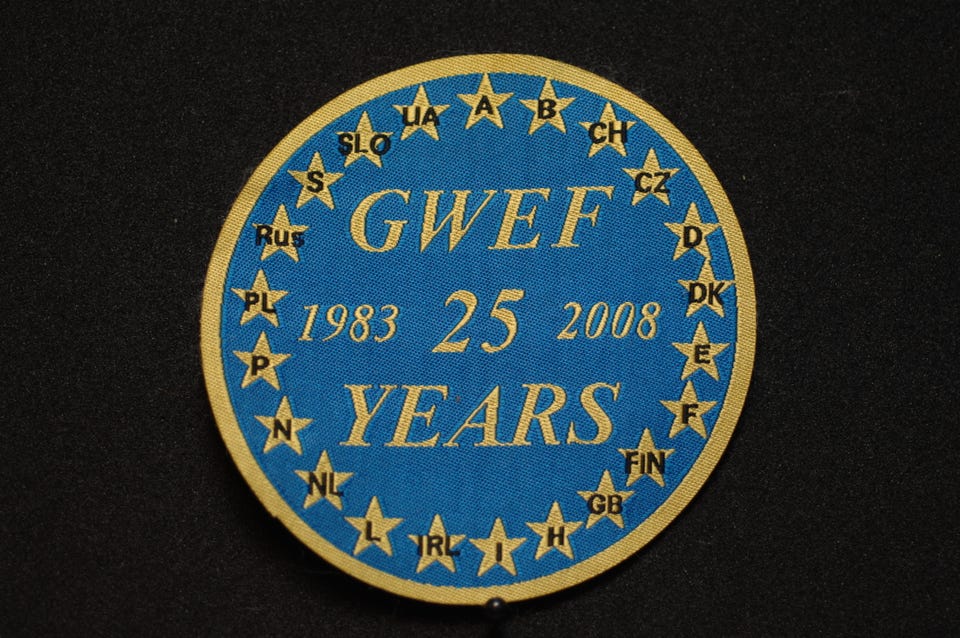 GWEF
1983 25 2008
YEARS
A
B
CH
CZ
D
DK
E
F
FIN
GB
H
I
IRL
L
NL
N
P
PL
Rus
S
SLO
UA